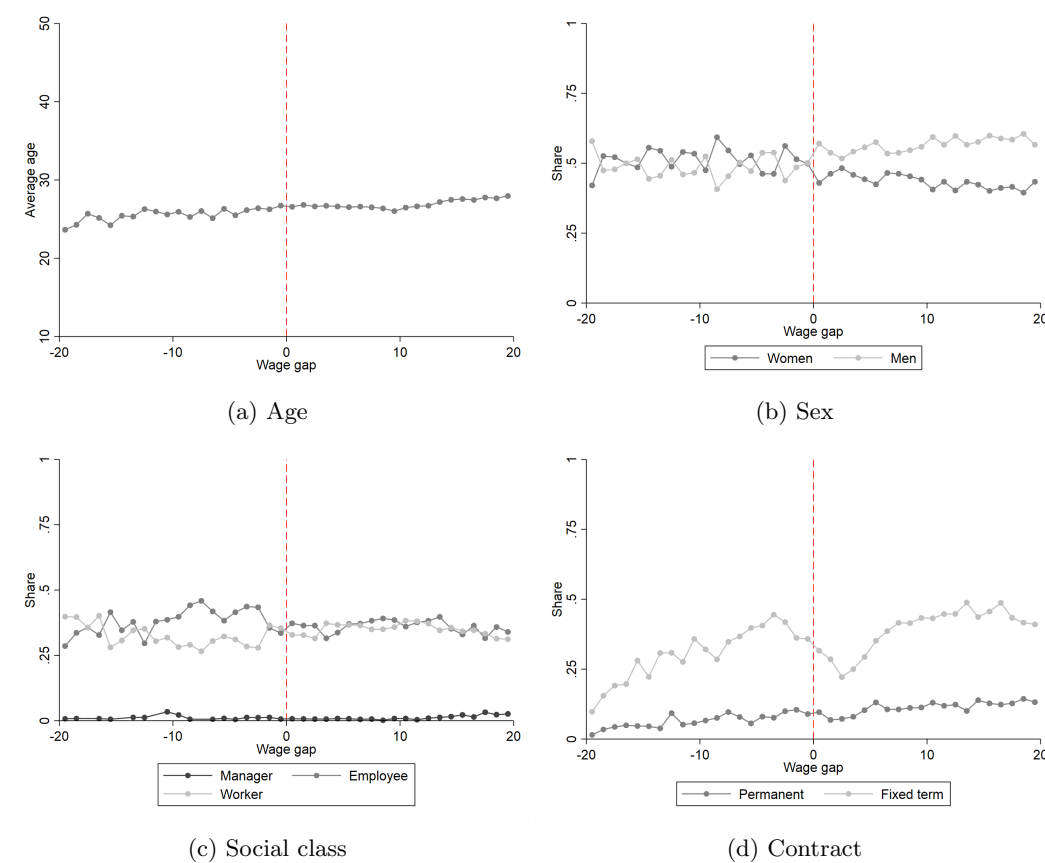 50
40
30
20
10
Average age
-20 -10 0 10 20
Wage gap
(a) Age
1
.75
.5
.25
0
Share
-20 -10 0 10 20
Wage gap
Women Men
(b) Sex
1
.75
.5
.25
0
Share
-20 -10 0 10 20
Wage gap
Manager Employee
Worker
(c) Social class
1
.75
.5
.25
0
Share
-20 -10 0 10 20
Wage gap
Permanent Fixed term
(d) Contract